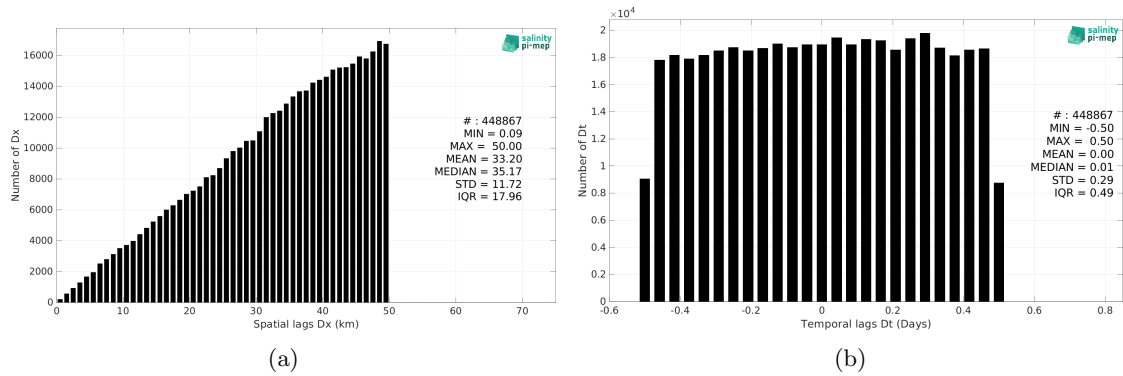 salinity
pi-mep
16000
14000
12000
10000
8000
6000
4000
2000
0
Number of Dx
# : 448867
MIN = 0.09
MAX = 50.00
MEAN = 33.20
MEDIAN = 35.17
STD = 11.72
IQR = 17.96
0 10 20 30 40 50 60 70
Spatial lags Dx (km)
(a)
×10⁴
salinity
pi-mep
2
1.8
1.6
1.4
1.2
1
0.8
0.6
0.4
0.2
0
Number of Dt
# : 448867
MIN = -0.50
MAX = 0.50
MEAN = 0.00
MEDIAN = 0.01
STD = 0.29
IQR = 0.49
-0.6 -0.4 -0.2 0 0.2 0.4 0.6 0.8
Temporal lags Dt (Days)
(b)